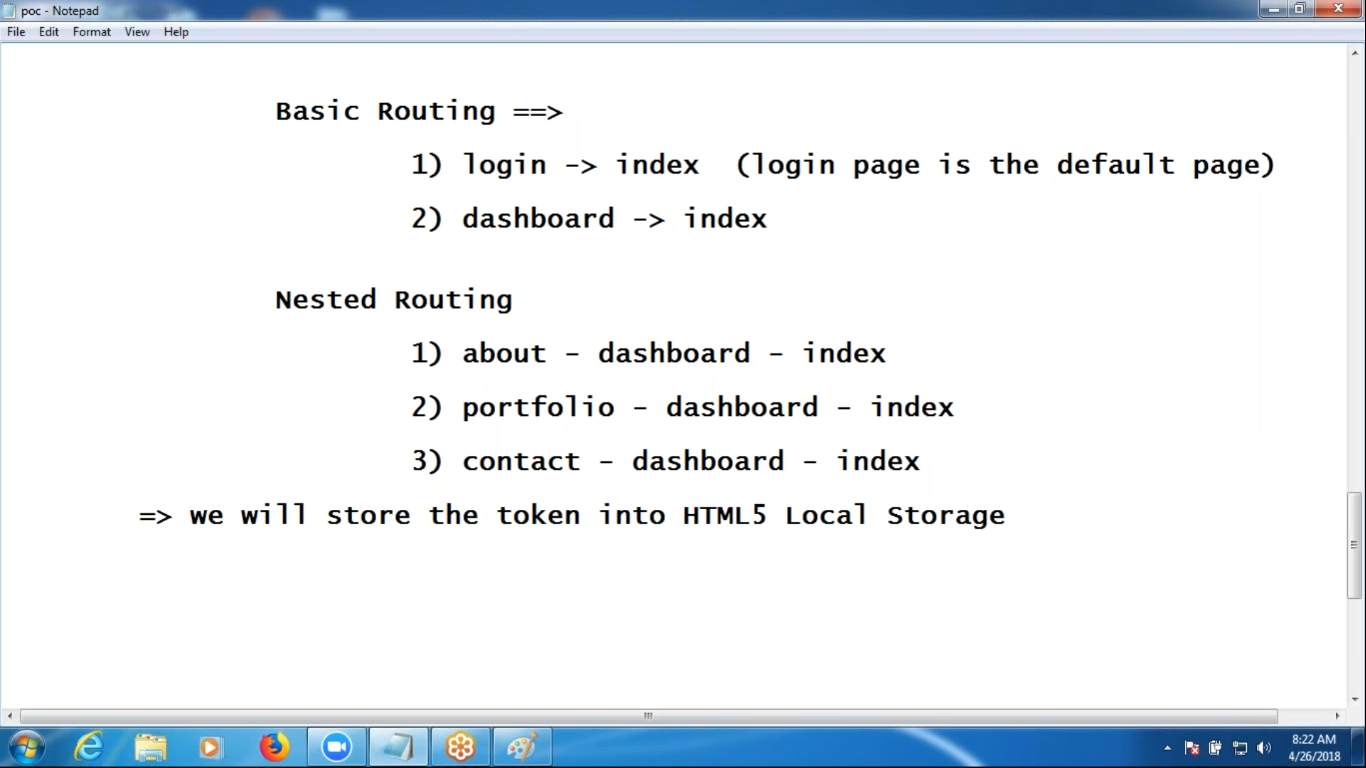 poc - Notepad
File Edit Format View Help
Basic Routing ==>
1) login -> index (login page is the default page)
2) dashboard -> index
Nested Routing
1) about - dashboard - index
2) portfolio - dashboard - index
3) contact - dashboard - index
=> we will store the token into HTML5 Local Storage
8:22 AM
4/26/2018